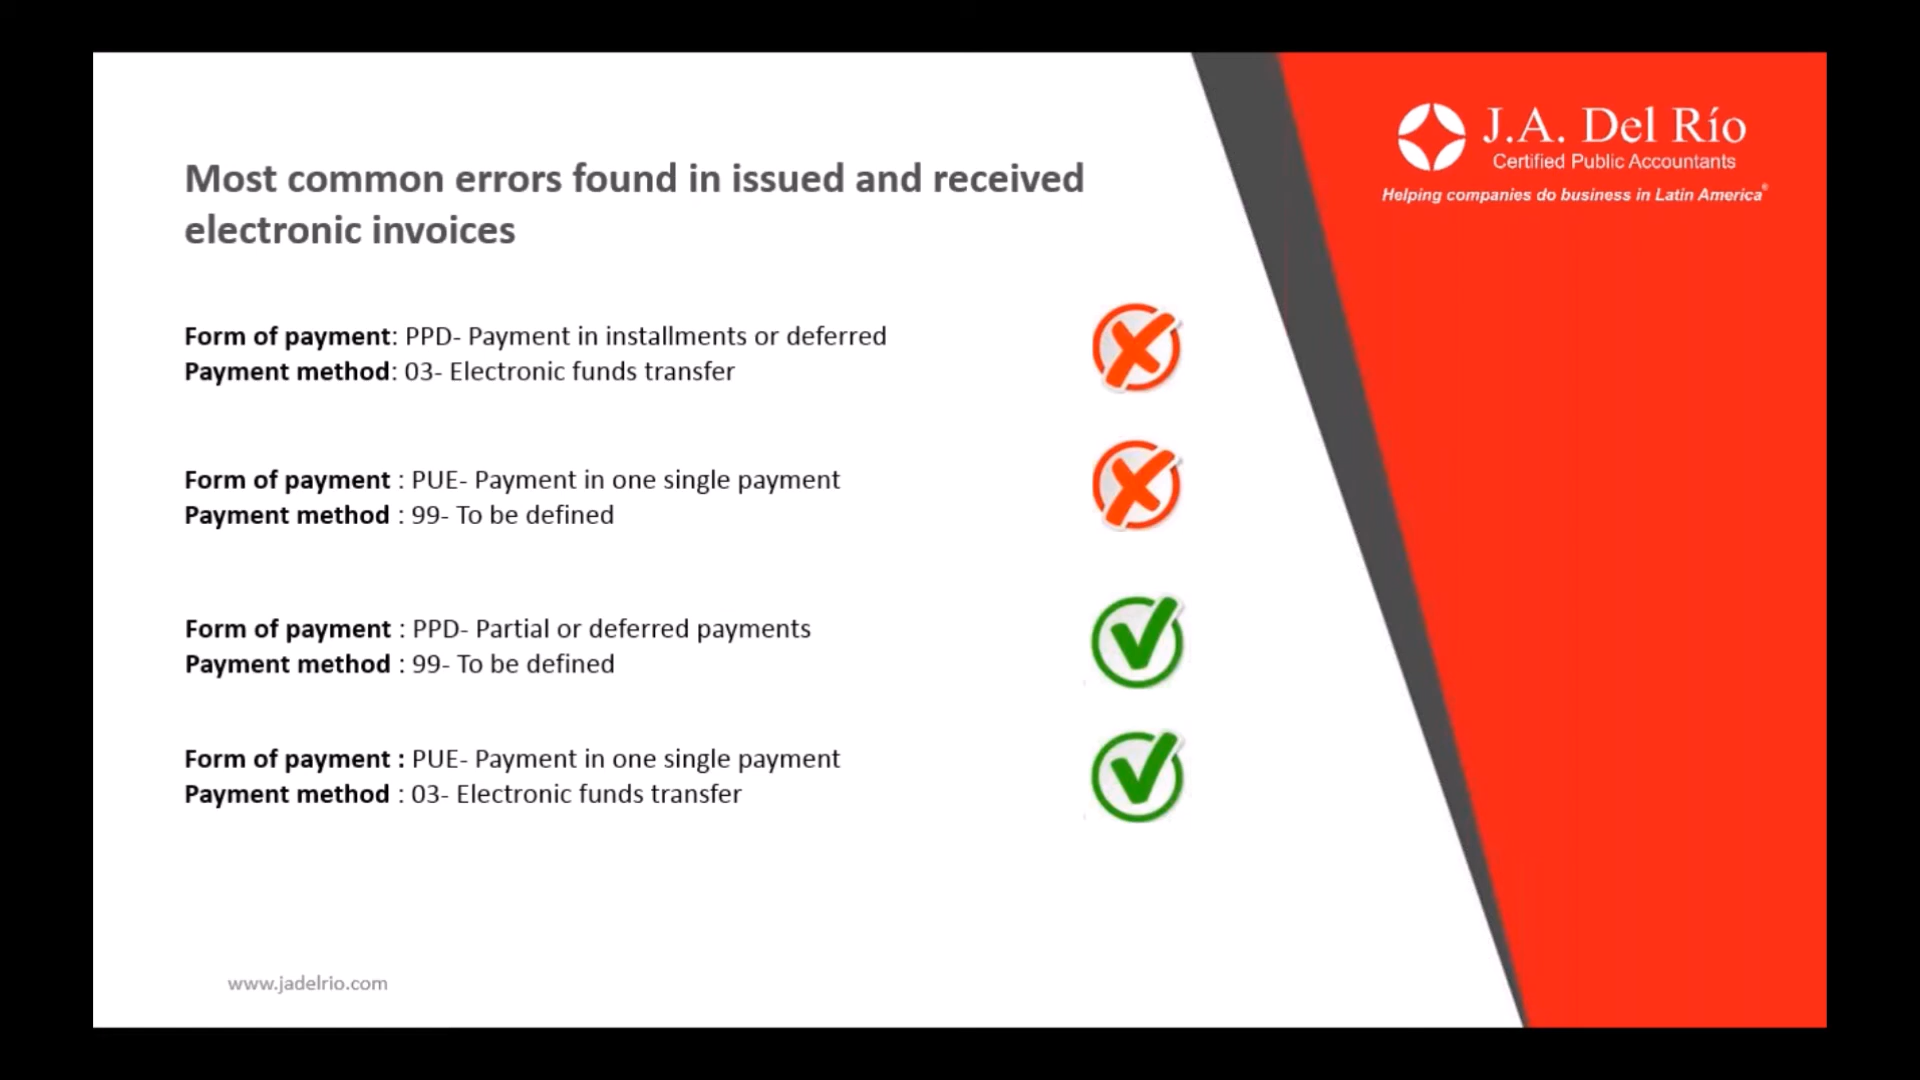 J.A. Del Río
Certified Public Accountants
Helping companies do business in Latin America®
Most common errors found in issued and received
electronic invoices
Form of payment: PPD- Payment in installments or deferred
Payment method: 03- Electronic funds transfer
Form of payment : PUE- Payment in one single payment
Payment method : 99- To be defined
Form of payment : PPD- Partial or deferred payments
Payment method : 99- To be defined
Form of payment : PUE- Payment in one single payment
Payment method : 03- Electronic funds transfer
www.jadelrio.com